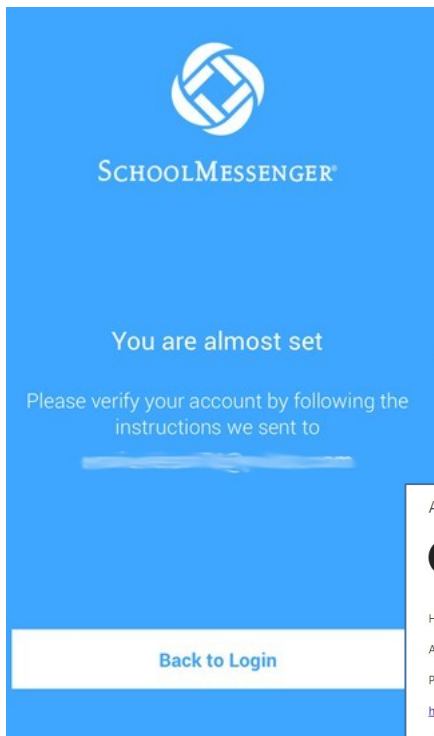 SCHOOLMESSENGER®
You are almost set
Please verify your account by following the
instructions we sent to
Back to Login